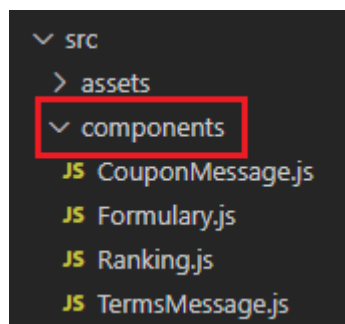 src
assets
components
JS CouponMessage.js
JS Formulary.js
JS Ranking.js
JS TermsMessage.js